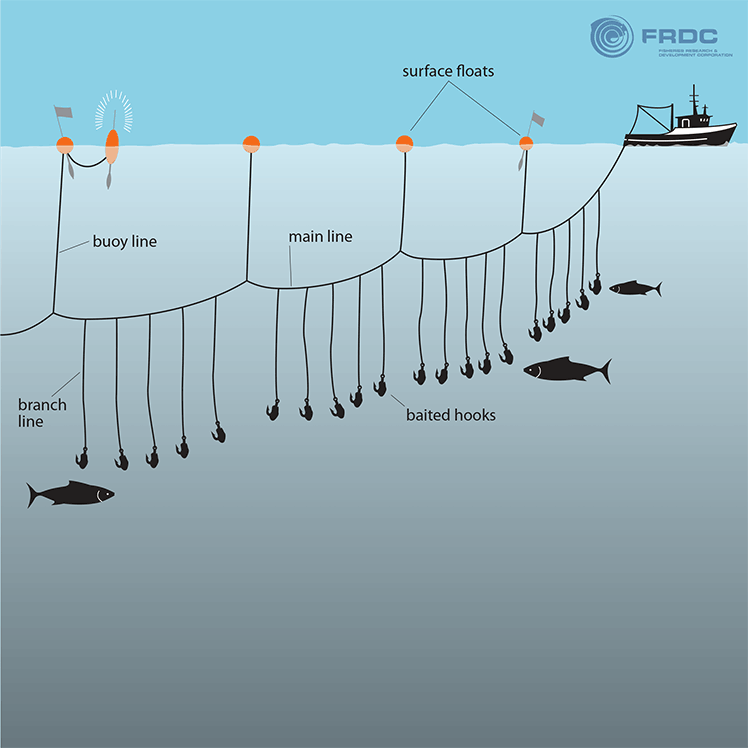 FRDC
FISHERIES RESEARCH &
DEVELOPMENT CORPORATION
surface floats
buoy line
main line
branch
line
baited hooks